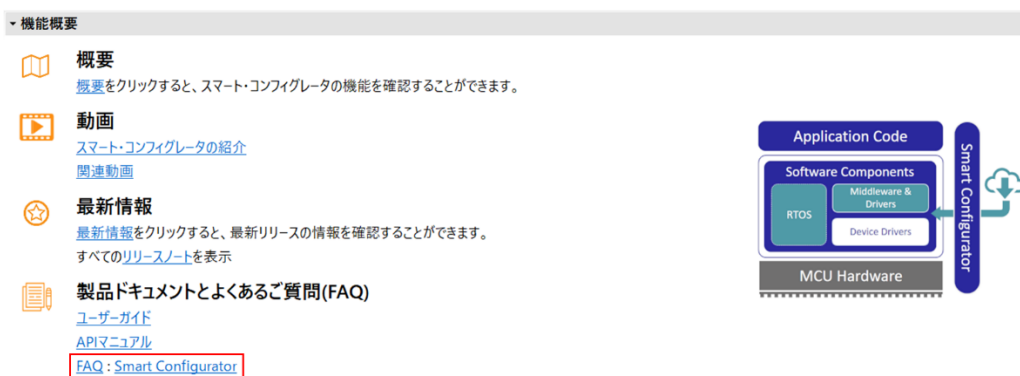 機能概要
概要
概要をクリックすると、スマート・コンフィグレータの機能を確認することができます。
動画
スマート・コンフィグレータの紹介
関連動画
最新情報
最新情報をクリックすると、最新リリースの情報を確認することができます。
すべてのリリースノートを表示
製品ドキュメントとよくあるご質問(FAQ)
ユーザーガイド
APIマニュアル
FAQ : Smart Configurator
Application Code
Software Components
RTOS
Middleware &
Drivers
Device Drivers
MCU Hardware
Smart Configurator